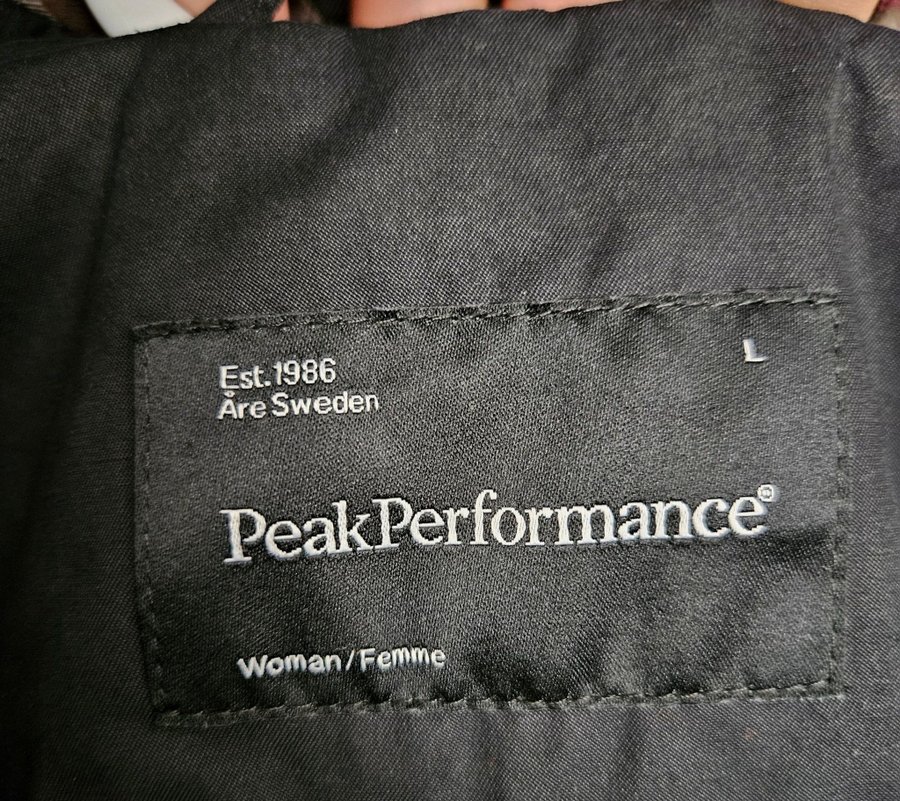 Est.1986
Åre Sweden
L
PeakPerformance®
Woman/Femme